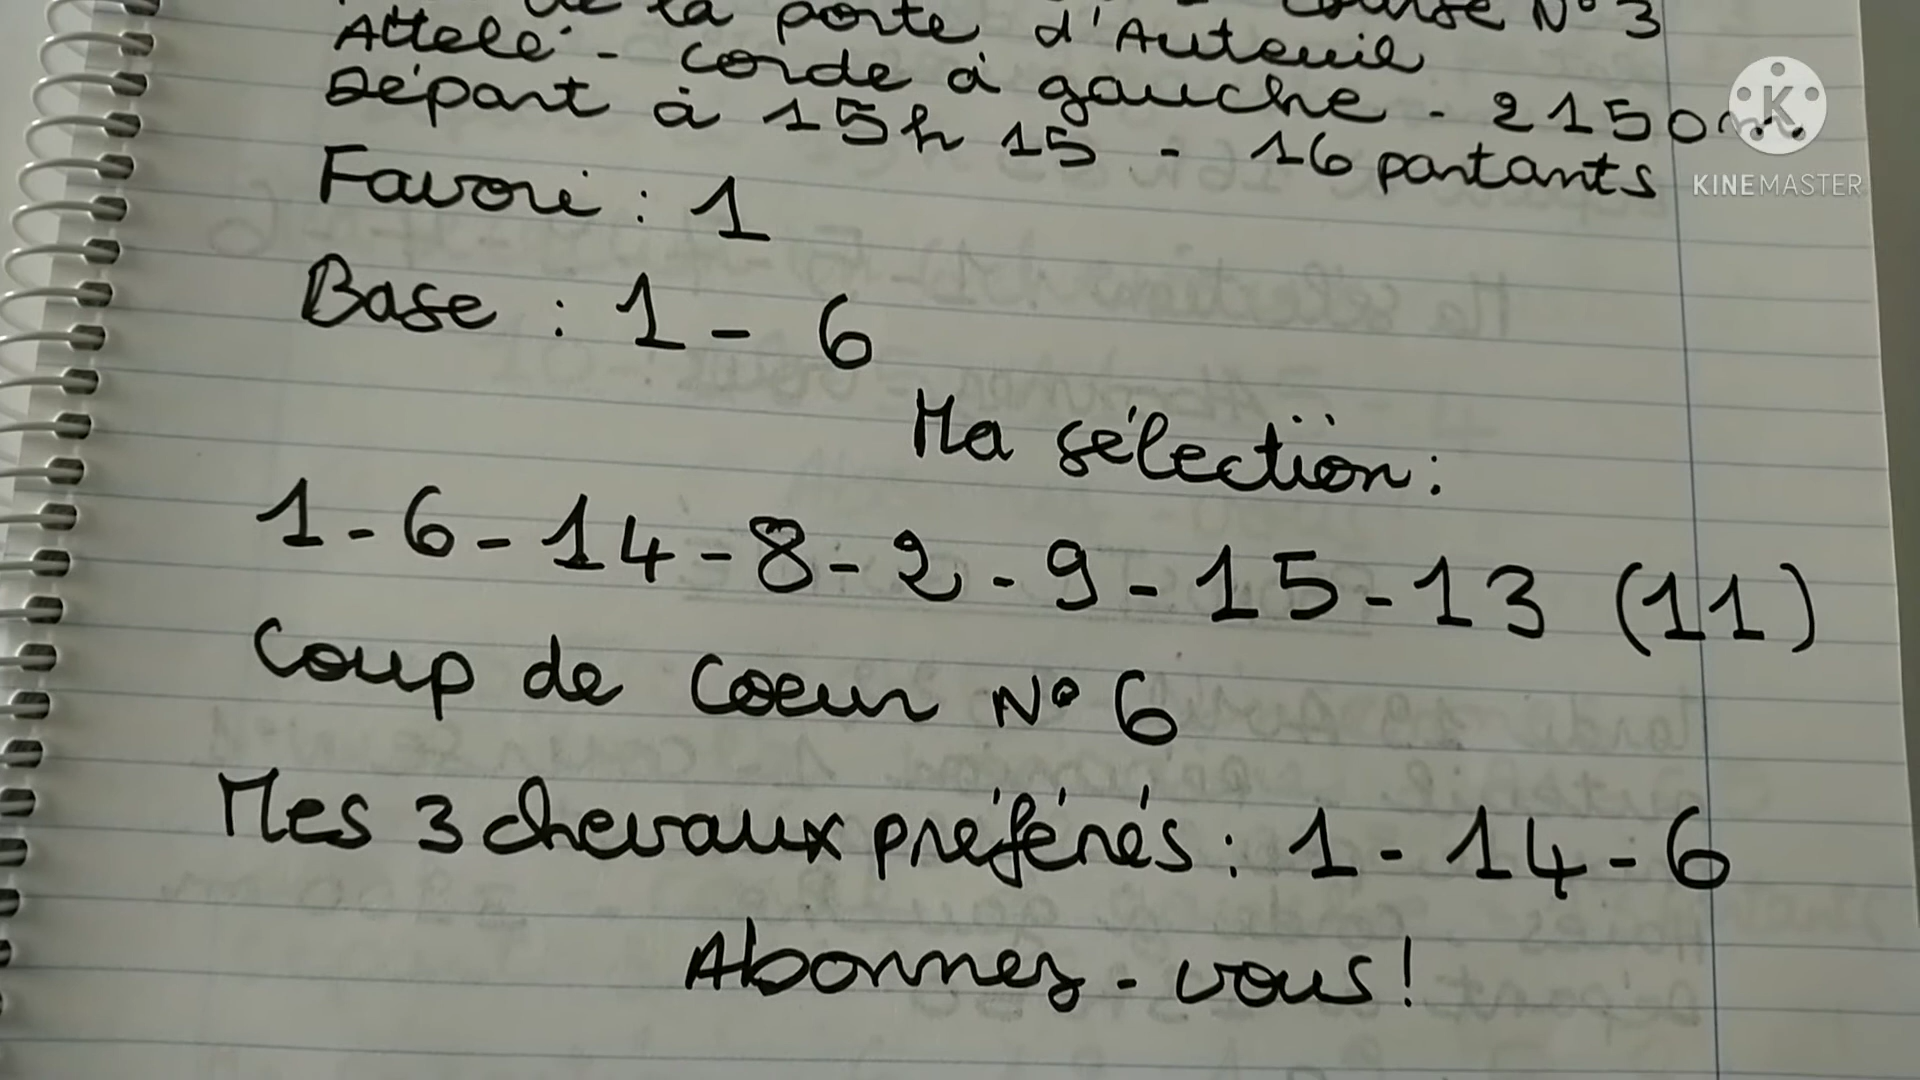 de la porte d'Auteuil - Course N° 3
Attelé - corde à gauche - 2150m
Départ à 15h15 - 16 partants
Favori : 1
Base : 1 - 6
Ma sélection :
1 - 6 - 14 - 8 - 2 - 9 - 15 - 13 (11)
Coup de coeur N° 6
Mes 3 chevaux préférés : 1 - 14 - 6
Abonnez-vous !
K
KINEMASTER